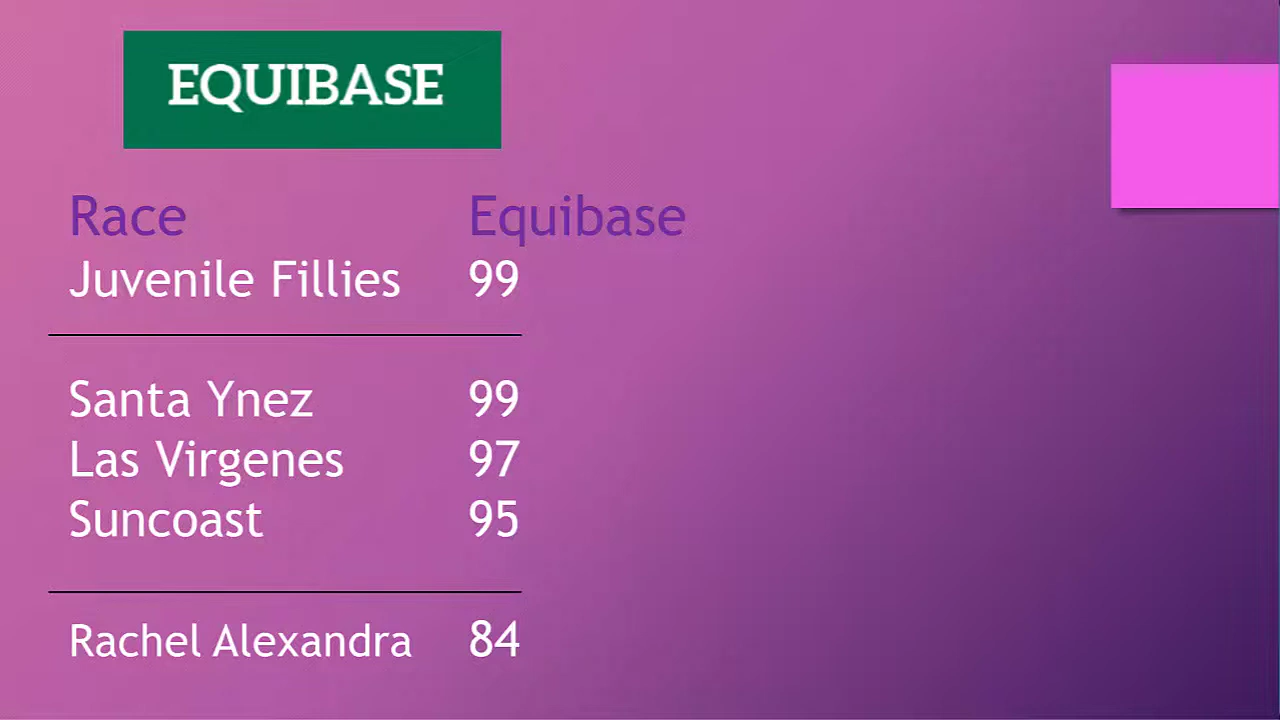 EQUIBASE
Race Equibase
Juvenile Fillies 99
Santa Ynez 99
Las Virgenes 97
Suncoast 95
Rachel Alexandra 84